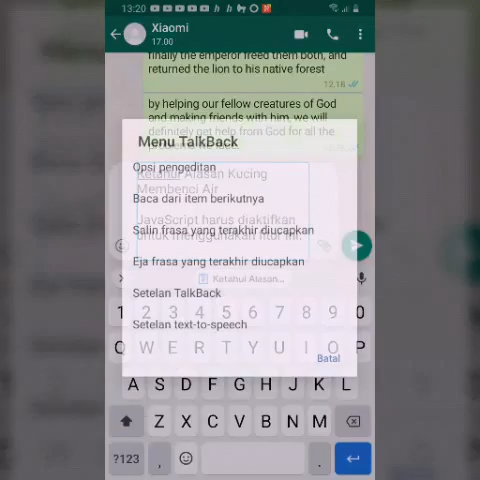 13:20
Xiaomi
17.00
finally the emperor freed them both, and
returned the lion to his native forest
12.16
by helping our fellow creatures of God
and making friends with him, we will
definitely get help from God for all the
Menu TalkBack
Opsi pengeditan
Ketahui Alasan Kucing
Membenci Air
Baca dari item berikutnya
JavaScript harus diaktifkan
Salin frasa yang terakhir diucapkan
untuk menggunakan fitur ini.
Eja frasa yang terakhir diucapkan
Ketahui Alasan...
Setelan TalkBack
1 2 3 4 5 6 7 8 9 0
Setelan text-to-speech
Q W E R T Y U I O P
Batal
A S D F G H J K L
Z X C V B N M
?123 , .